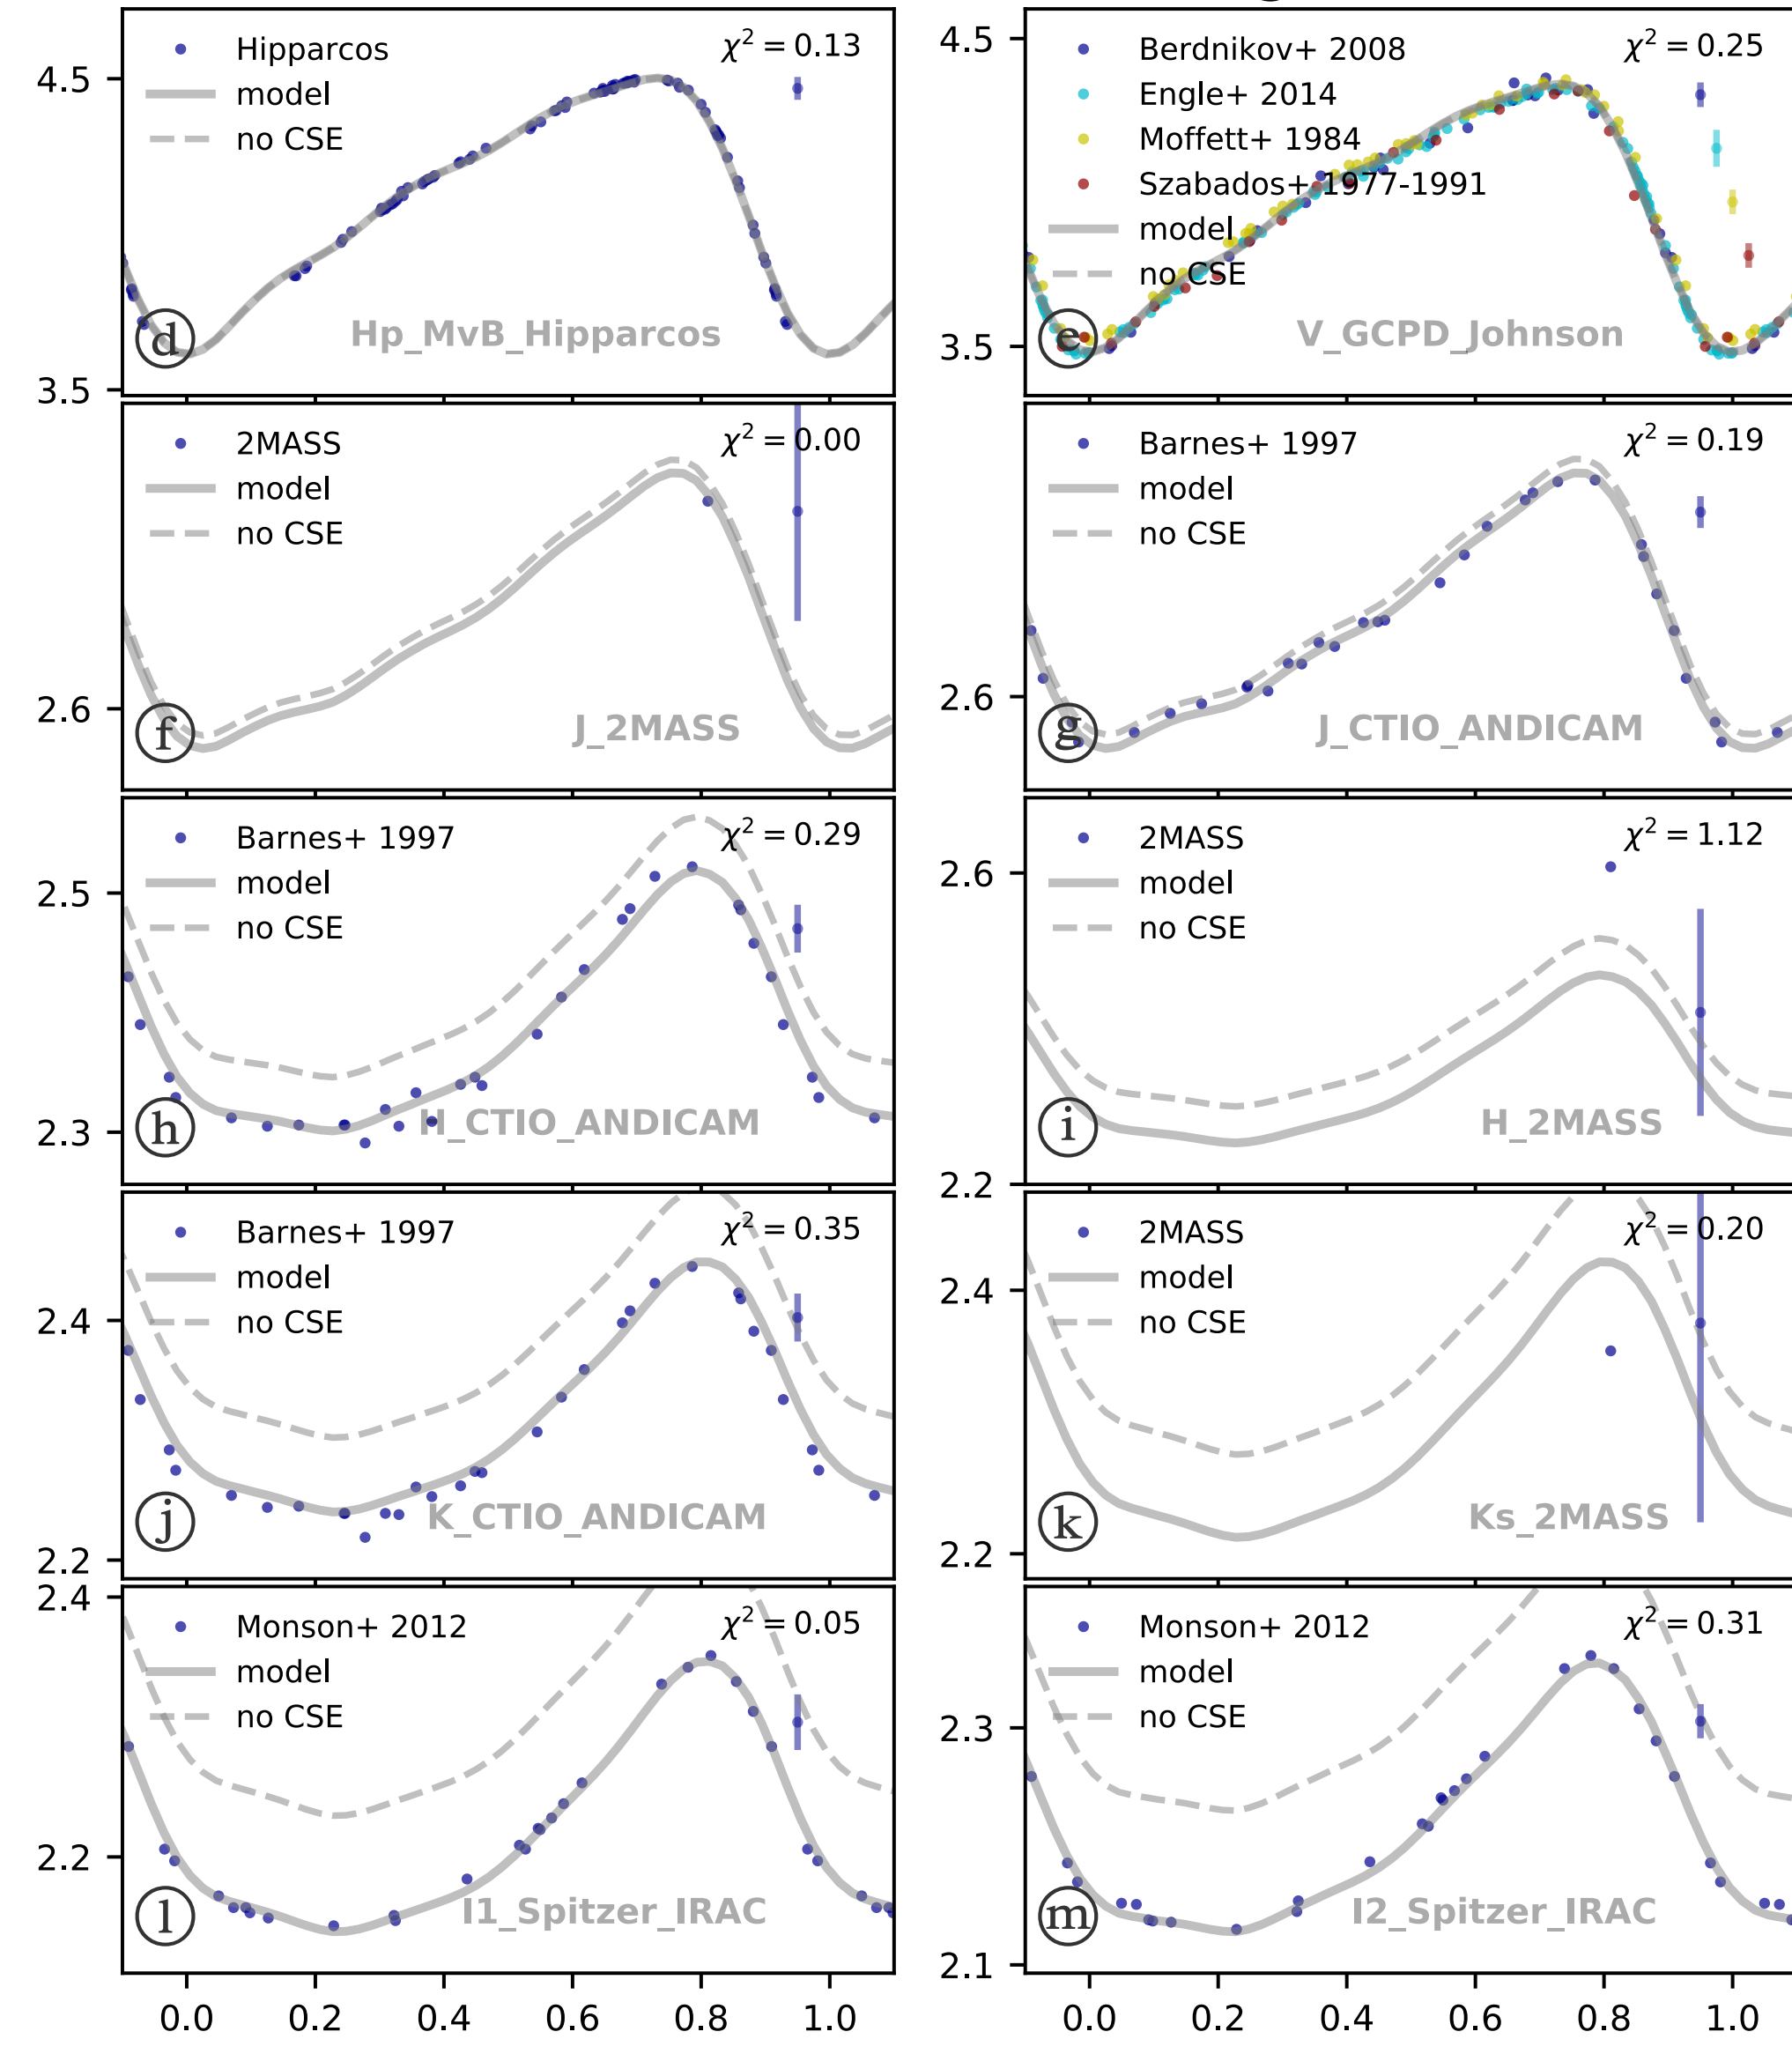 Hipparcos
model
no CSE
χ² = 0.13
4.5
3.5
d
Hp_MvB_Hipparcos
Berdnikov+ 2008
Engle+ 2014
Moffett+ 1984
Szabados+ 1977-1991
model
no CSE
χ² = 0.25
4.5
3.5
e
V_GCPD_Johnson
2MASS
model
no CSE
χ² = 0.00
2.6
f
J_2MASS
Barnes+ 1997
model
no CSE
χ² = 0.19
2.6
g
J_CTIO_ANDICAM
Barnes+ 1997
model
no CSE
χ² = 0.29
2.5
2.3
h
H_CTIO_ANDICAM
2MASS
model
no CSE
χ² = 1.12
2.6
2.2
i
H_2MASS
Barnes+ 1997
model
no CSE
χ² = 0.35
2.4
2.2
j
K_CTIO_ANDICAM
2MASS
model
no CSE
χ² = 0.20
2.4
2.2
k
Ks_2MASS
Monson+ 2012
model
no CSE
χ² = 0.05
2.4
2.2
l
I1_Spitzer_IRAC
0.0 0.2 0.4 0.6 0.8 1.0
Monson+ 2012
model
no CSE
χ² = 0.31
2.3
2.1
m
I2_Spitzer_IRAC
0.0 0.2 0.4 0.6 0.8 1.0